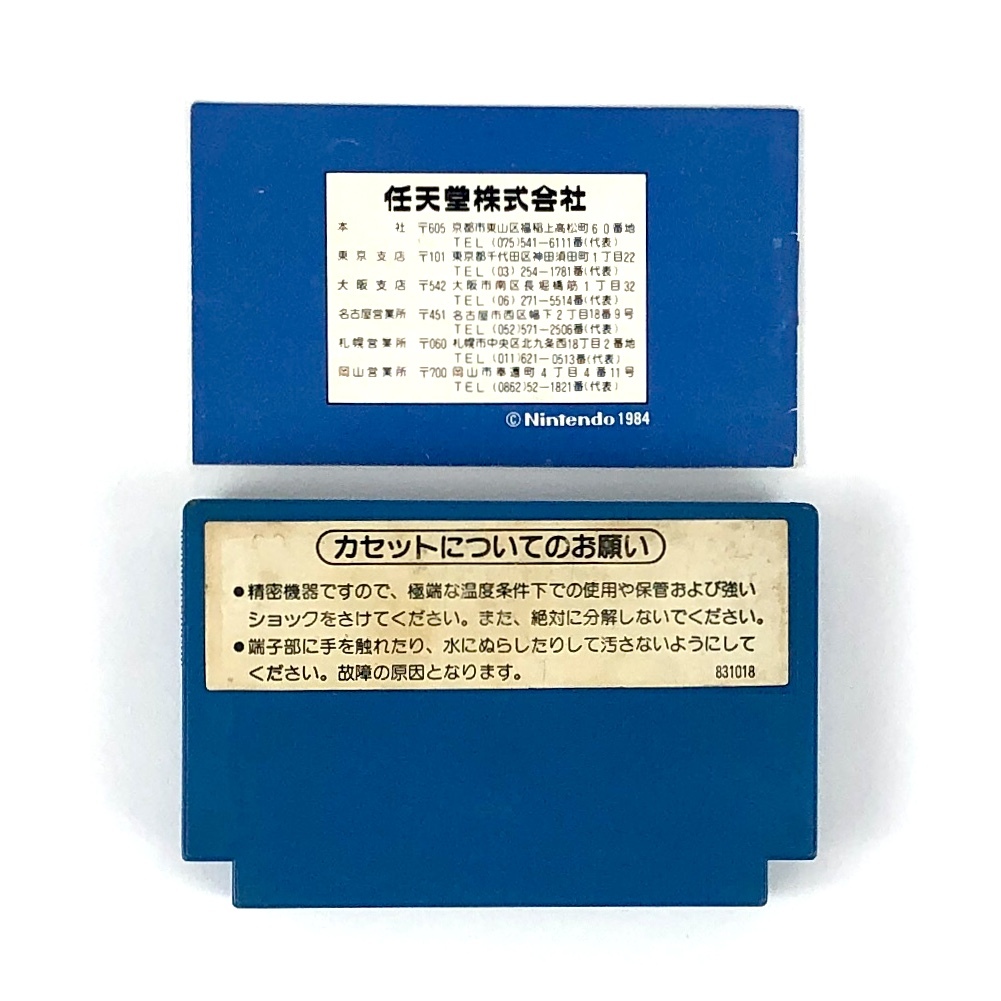 任天堂株式会社
本社 〒605 京都市東山区福稲上高松町60番地
TEL (075)541-6111番(代表)
東京支店 〒101 東京都千代田区神田須田町1丁目22
TEL (03) 254-1781番(代表)
大阪支店 〒542 大阪市南区長堀橋筋1丁目32
TEL (06) 271-5514番(代表)
名古屋営業所 〒451 名古屋市西区幅下2丁目18番9号
TEL (052)571-2506番(代表)
札幌営業所 〒060 札幌市中央区北九条西18丁目2番地
TEL (011)621-0513番(代表)
岡山営業所 〒700 岡山市奉還町4丁目4番11号
TEL (0862)52-1821番(代表)
©Nintendo 1984
カセットについてのお願い
●精密機器ですので、極端な温度条件下での使用や保管および強い
ショックをさけてください。また、絶対に分解しないでください。
●端子部に手を触れたり、水にぬらしたりして汚さないようにして
ください。故障の原因となります。 831018